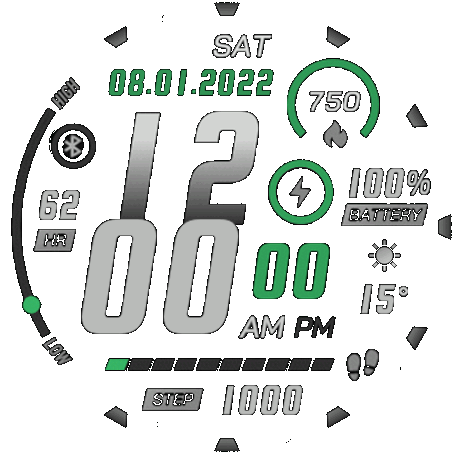 SAT
08.01.2022
HIGH
750
12
100%
BATTERY
62
HR
00
00
15°
AM PM
LOW
STEP 1000